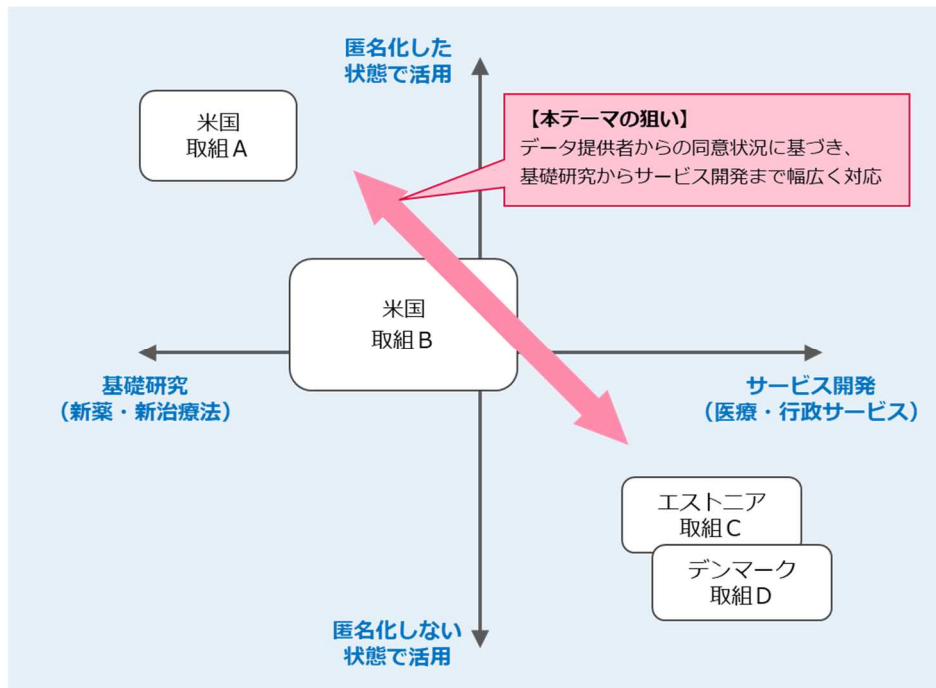 匿名化した
状態で活用
米国
取組A
【本テーマの狙い】
データ提供者からの同意状況に基づき、
基礎研究からサービス開発まで幅広く対応
米国
取組B
基礎研究
（新薬・新治療法）
サービス開発
（医療・行政サービス）
エストニア
取組C
デンマーク
取組D
匿名化しない
状態で活用